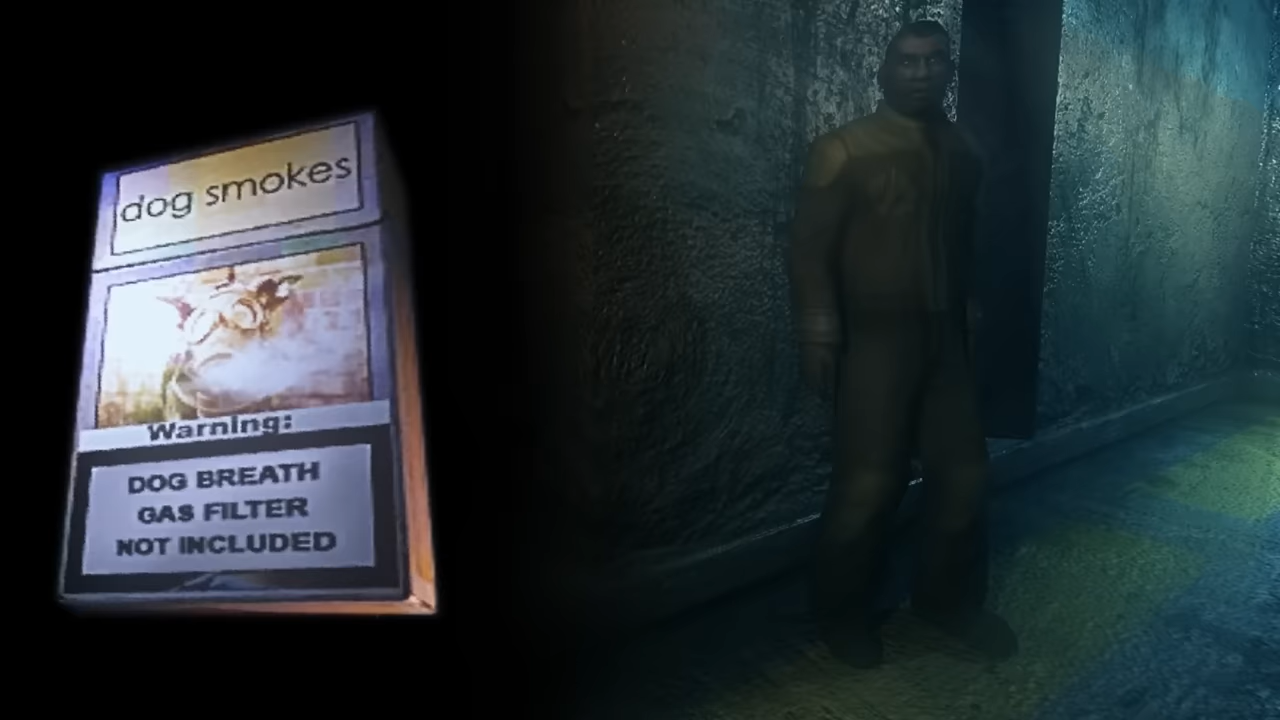 dog smokes
Warning:
DOG BREATH
GAS FILTER
NOT INCLUDED